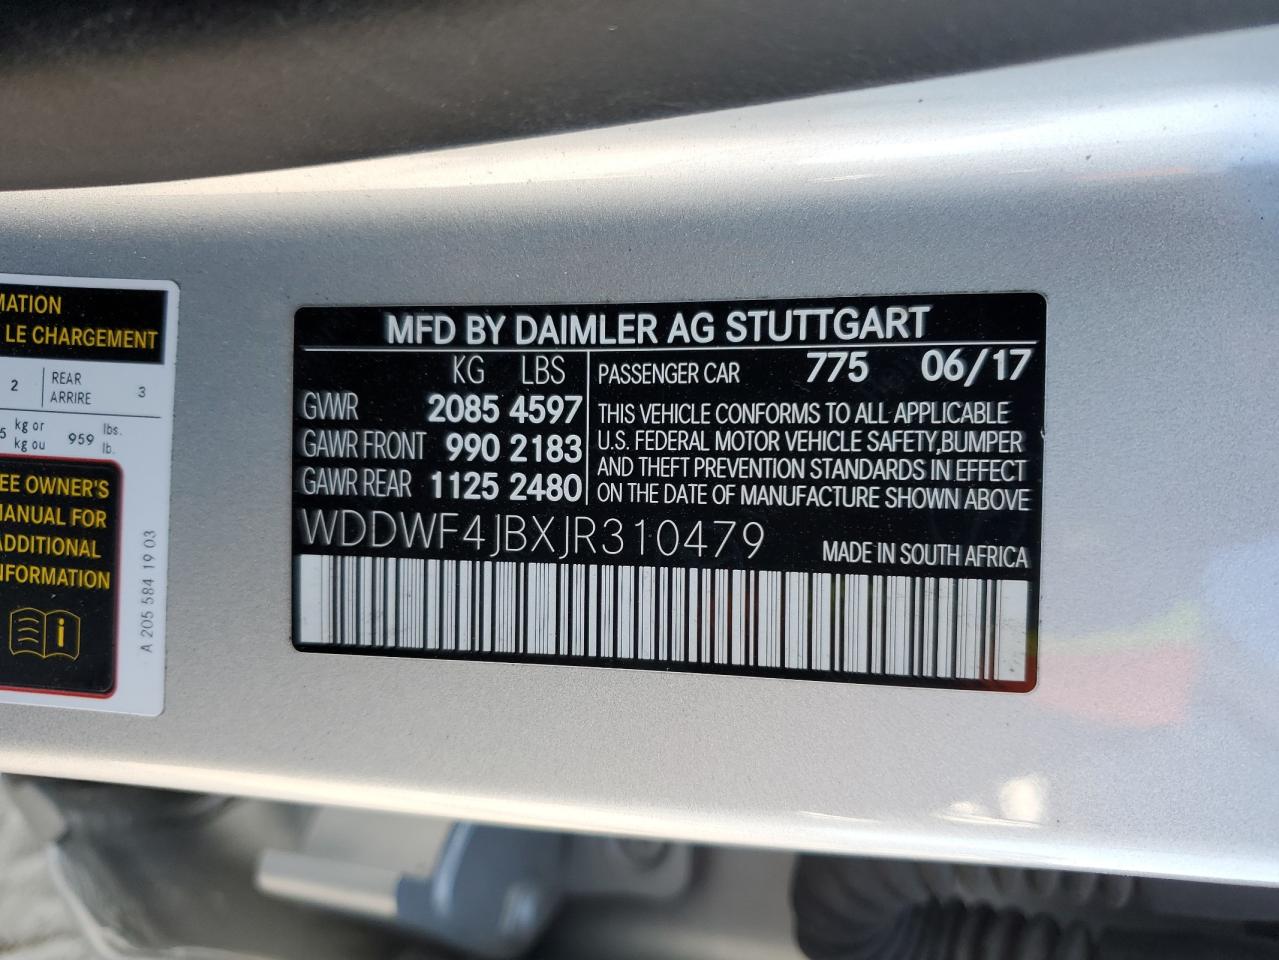 MATION
LE CHARGEMENT
2 REAR ARRIRE 3
5 kg or kg ou 959 lbs. lb.
EE OWNER'S
MANUAL FOR
ADDITIONAL
NFORMATION
i
A 205 584 19 03
MFD BY DAIMLER AG STUTTGART
KG LBS
GVWR 2085 4597
GAWR FRONT 990 2183
GAWR REAR 1125 2480
PASSENGER CAR 775 06/17
THIS VEHICLE CONFORMS TO ALL APPLICABLE
U.S. FEDERAL MOTOR VEHICLE SAFETY,BUMPER
AND THEFT PREVENTION STANDARDS IN EFFECT
ON THE DATE OF MANUFACTURE SHOWN ABOVE
WDDWF4JBXJR310479
MADE IN SOUTH AFRICA